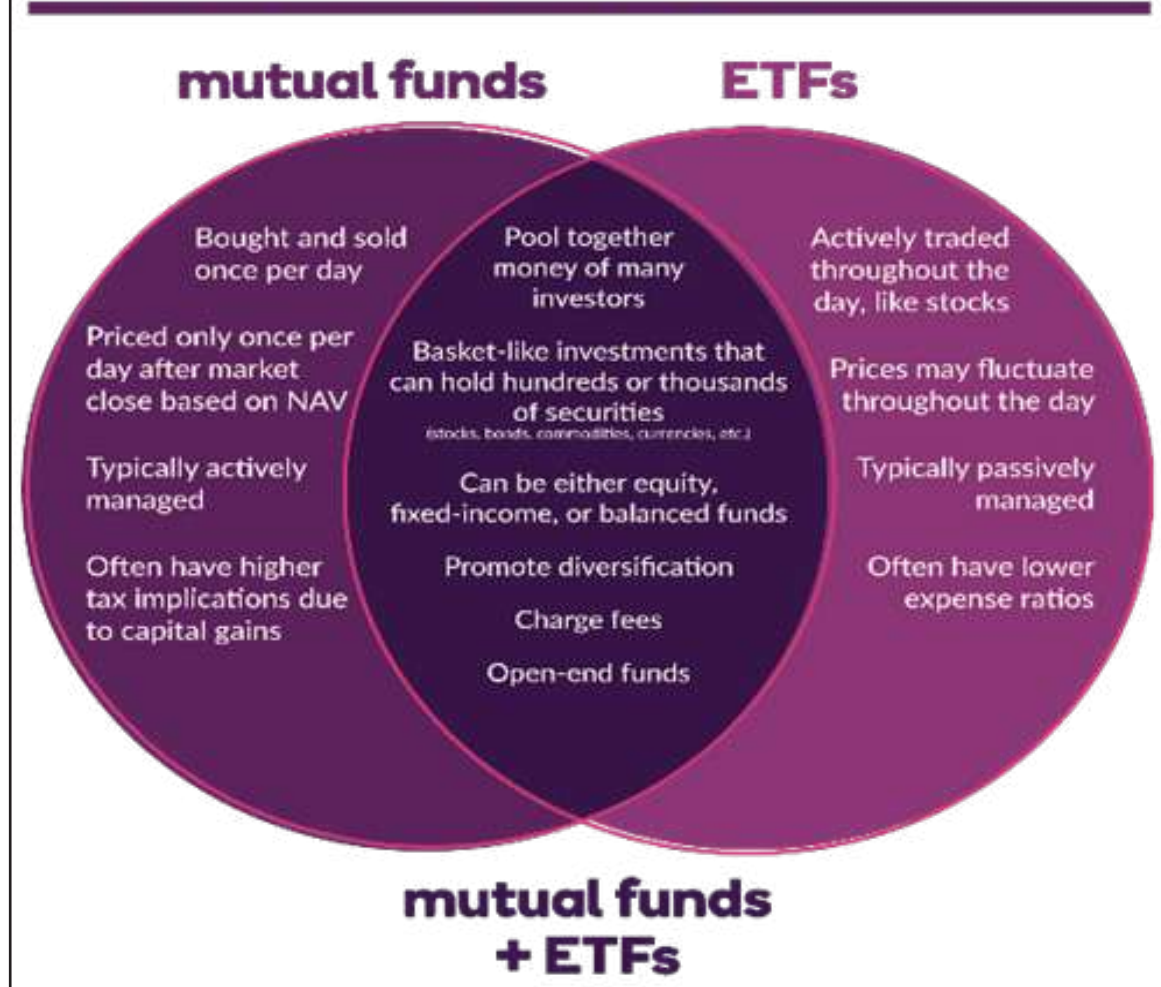 mutual funds
ETFs
Bought and sold
once per day
Priced only once per
day after market
close based on NAV
Typically actively
managed
Often have higher
tax implications due
to capital gains
Pool together
money of many
investors
Basket-like investments that
can hold hundreds or thousands
of securities
(stocks, bonds, commodities, currencies, etc.)
Can be either equity,
fixed-income, or balanced funds
Promote diversification
Charge fees
Open-end funds
Actively traded
throughout the
day, like stocks
Prices may fluctuate
throughout the day
Typically passively
managed
Often have lower
expense ratios
mutual funds
+ ETFs